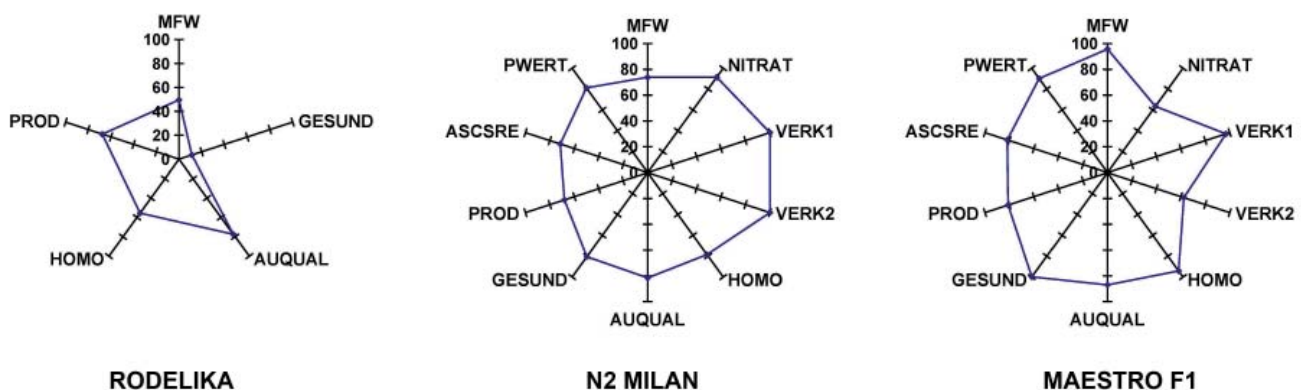 MFW
100
80
60
40
20
0
GESUND
AUQUAL
HOMO
PROD
RODELIKA
MFW
100
80
60
40
20
0
NITRAT
VERK1
VERK2
HOMO
AUQUAL
GESUND
PROD
ASCSRE
PWERT
N2 MILAN
MFW
100
80
60
40
20
0
NITRAT
VERK1
VERK2
HOMO
AUQUAL
GESUND
PROD
ASCSRE
PWERT
MAESTRO F1